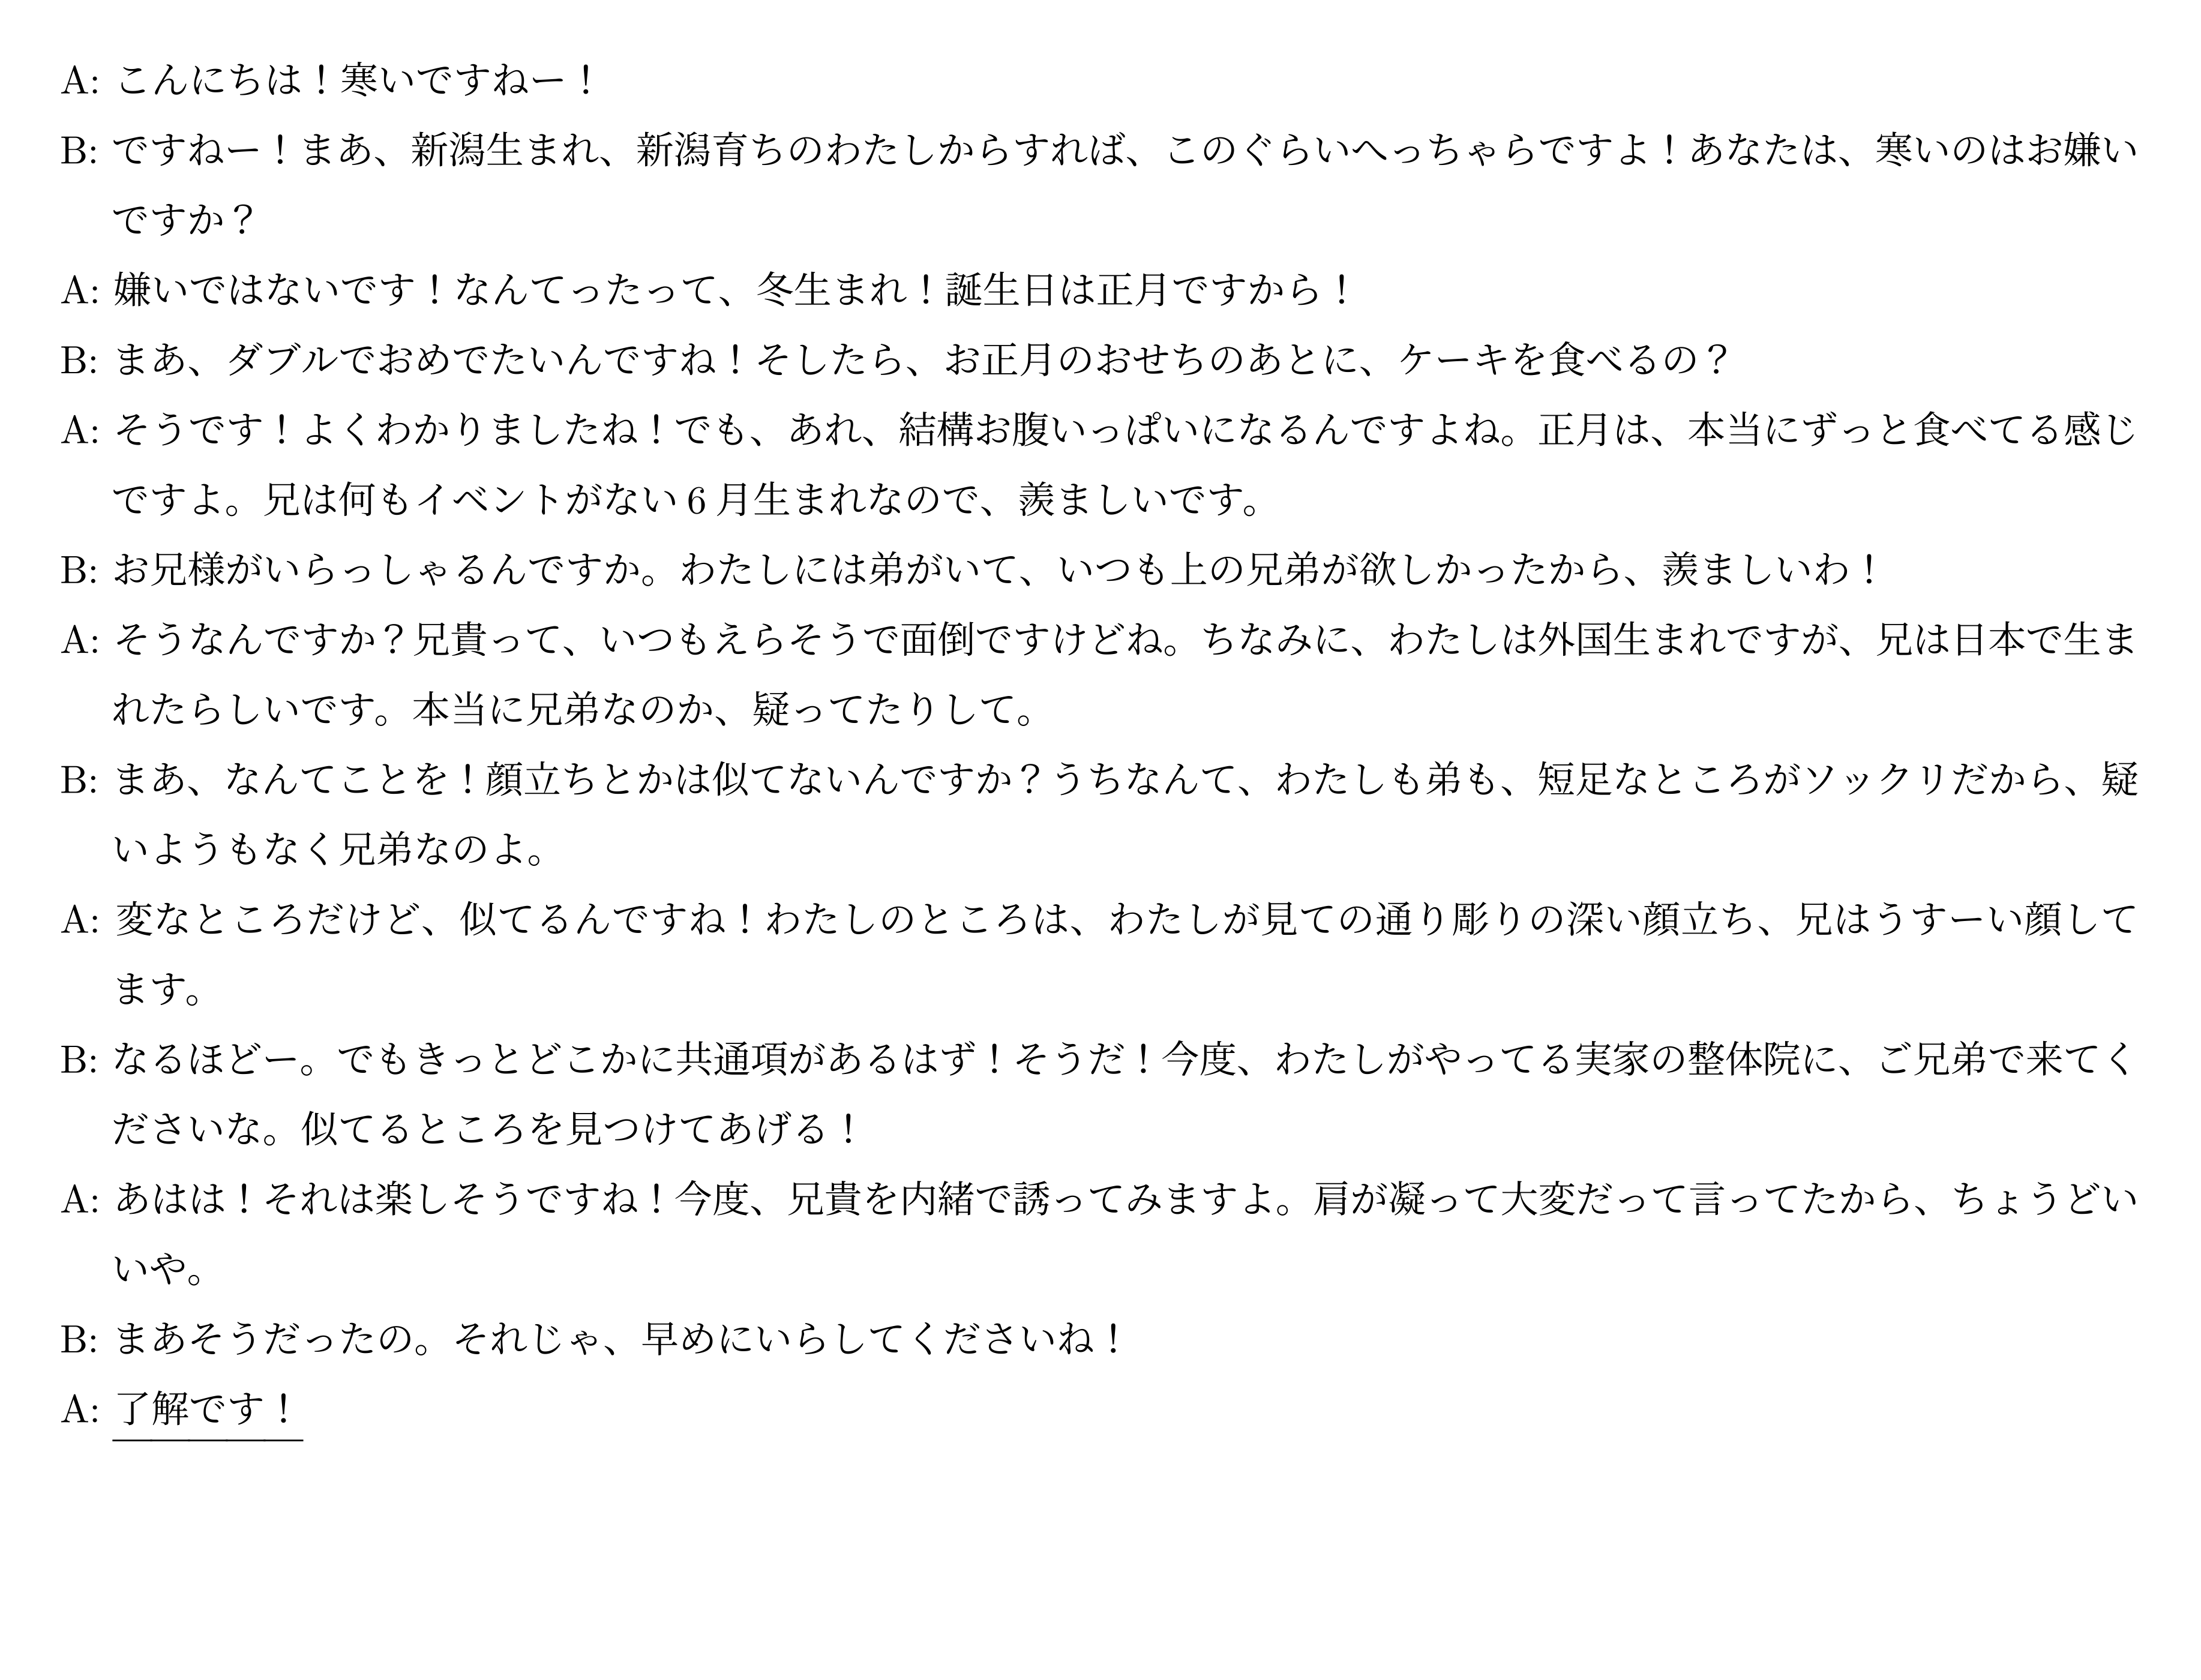 A: こんにちは！寒いですねー！
B: ですねー！まあ、新潟生まれ、新潟育ちのわたしからすれば、このぐらいへっちゃらですよ！あなたは、寒いのはお嫌い
ですか？
A: 嫌いではないです！なんてったって、冬生まれ！誕生日は正月ですから！
B: まあ、ダブルでおめでたいんですね！そしたら、お正月のおせちのあとに、ケーキを食べるの？
A: そうです！よくわかりましたね！でも、あれ、結構お腹いっぱいになるんですよね。正月は、本当にずっと食べてる感じ
ですよ。兄は何もイベントがない 6 月生まれなので、羨ましいです。
B: お兄様がいらっしゃるんですか。わたしには弟がいて、いつも上の兄弟が欲しかったから、羨ましいわ！
A: そうなんですか？兄貴って、いつもえらそうで面倒ですけどね。ちなみに、わたしは外国生まれですが、兄は日本で生ま
れたらしいです。本当に兄弟なのか、疑ってたりして。
B: まあ、なんてことを！顔立ちとかは似てないんですか？うちなんて、わたしも弟も、短足なところがソックリだから、疑
いようもなく兄弟なのよ。
A: 変なところだけど、似てるんですね！わたしのところは、わたしが見ての通り彫りの深い顔立ち、兄はうすーい顔して
ます。
B: なるほどー。でもきっとどこかに共通項があるはず！そうだ！今度、わたしがやってる実家の整体院に、ご兄弟で来てく
ださいな。似てるところを見つけてあげる！
A: あはは！それは楽しそうですね！今度、兄貴を内緒で誘ってみますよ。肩が凝って大変だって言ってたから、ちょうどい
いや。
B: まあそうだったの。それじゃ、早めにいらしてくださいね！
A: 了解です！